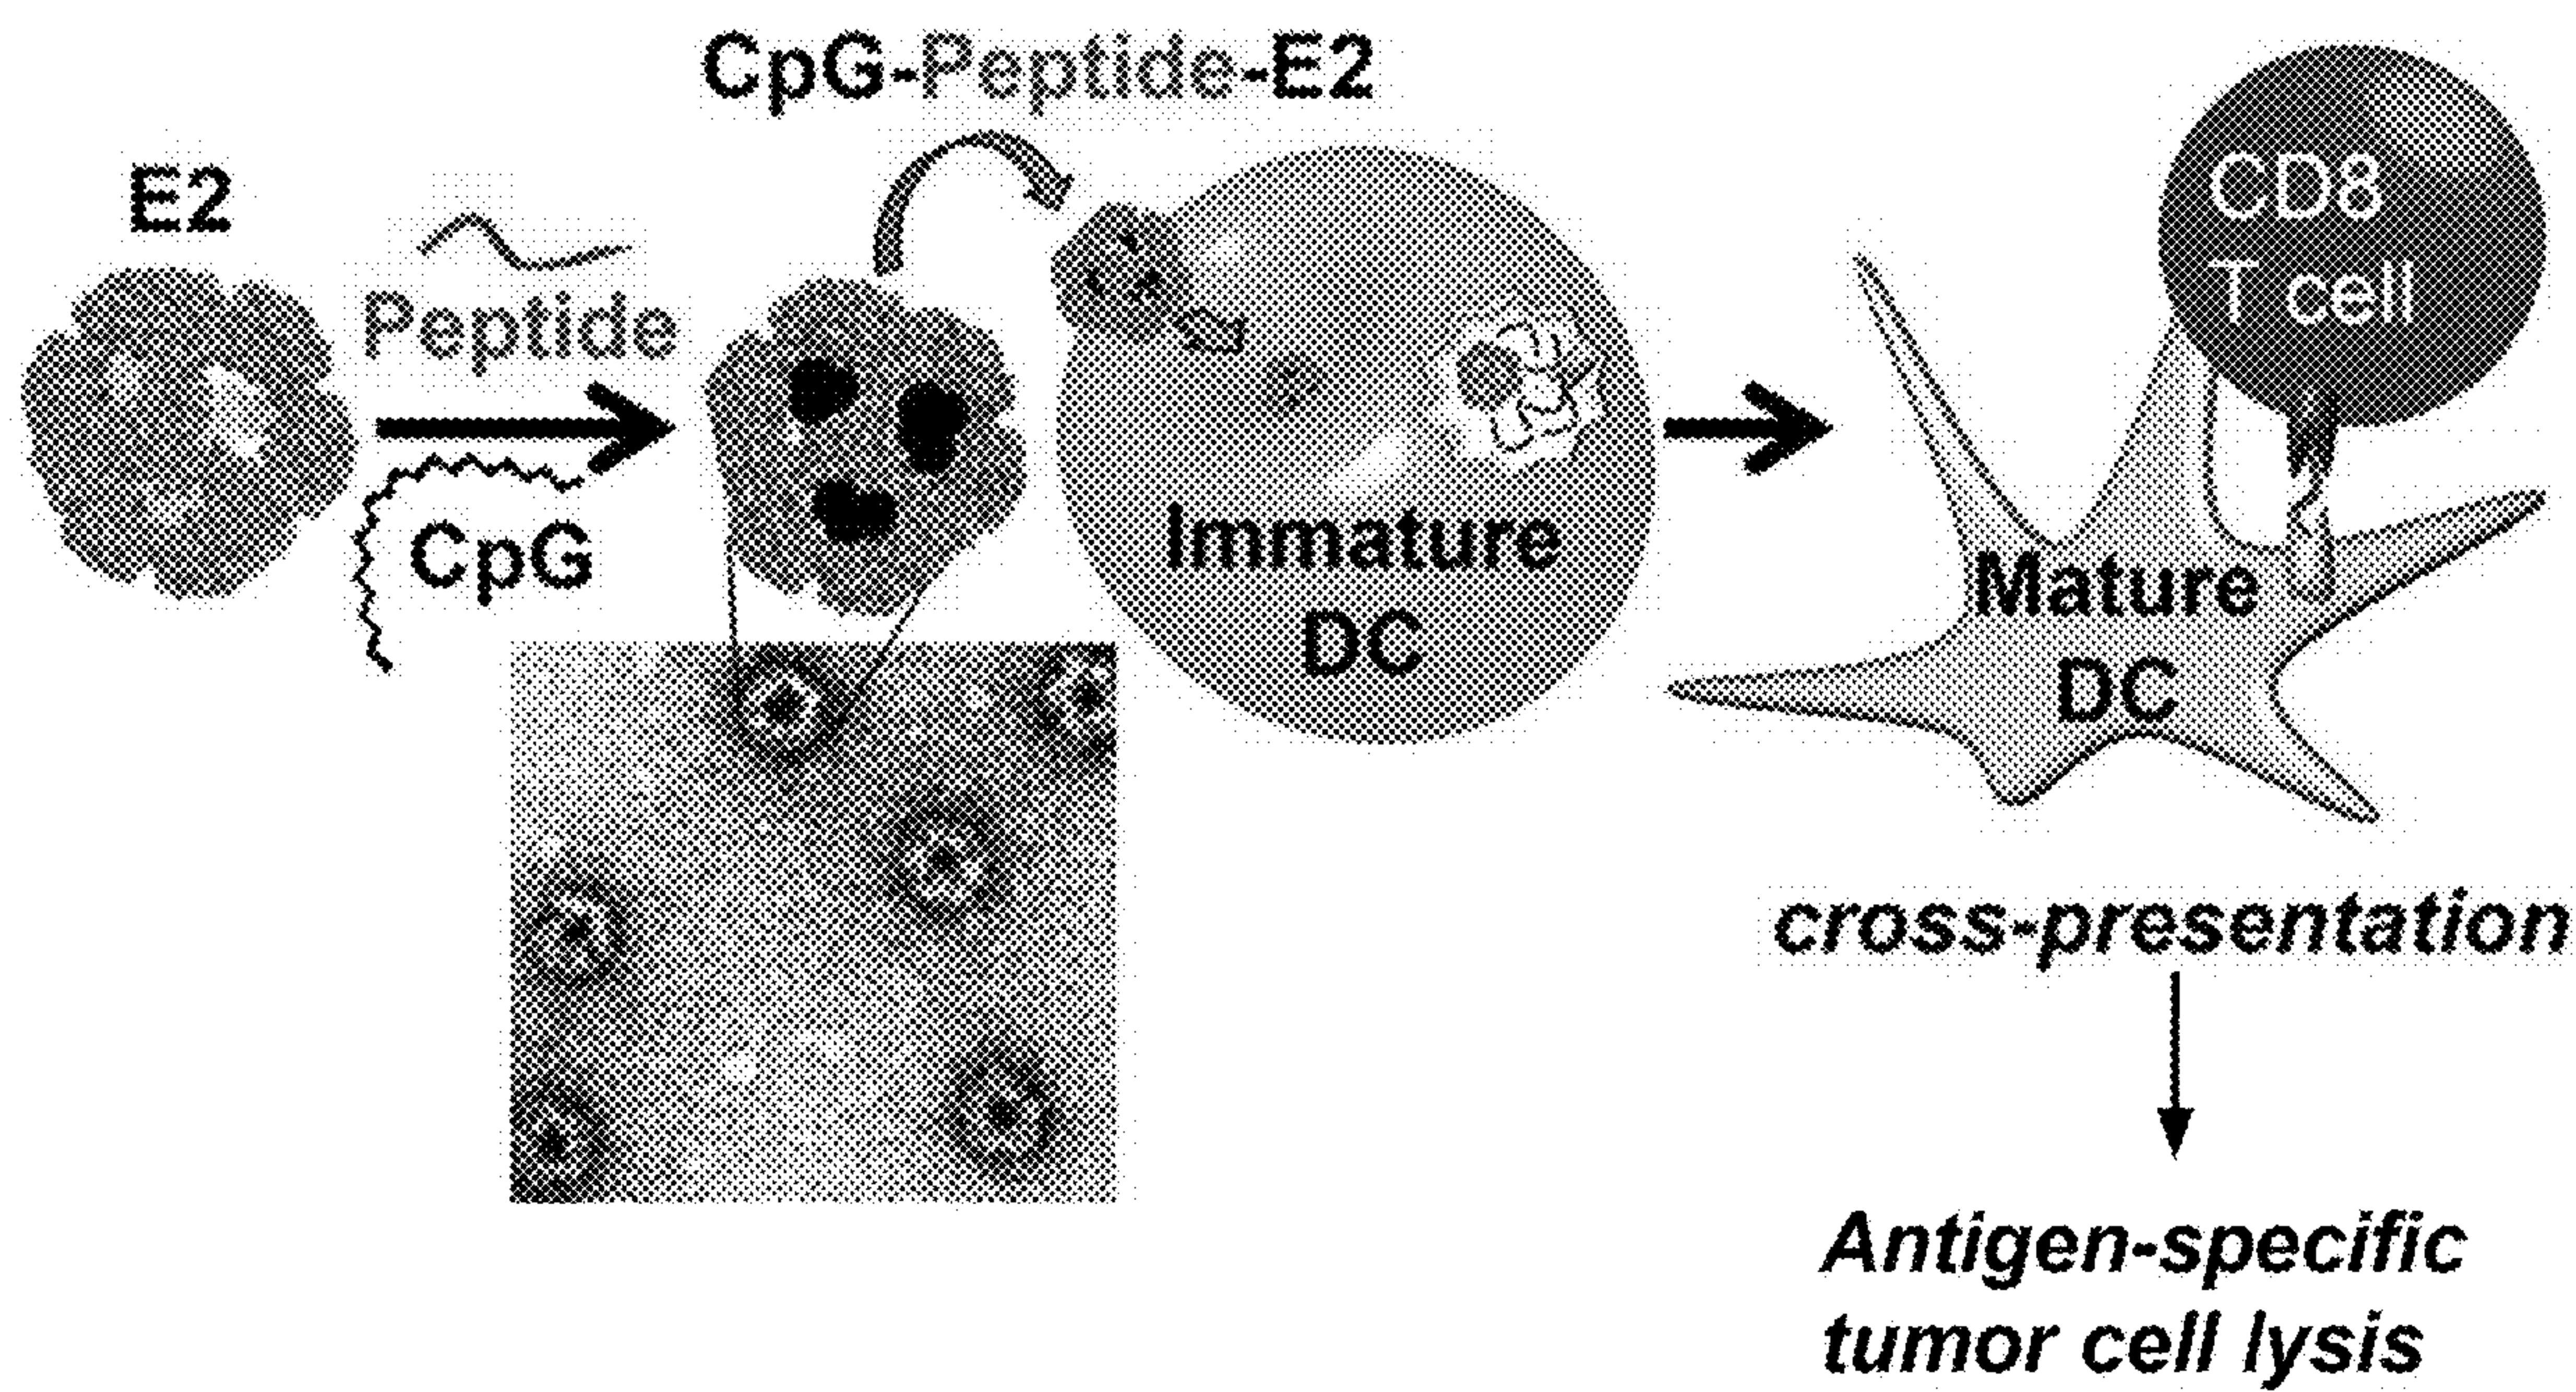 CpG-Peptide-E2
E2
Peptide
CpG
Immature
DC
CD8
T cell
Mature
DC
cross-presentation
Antigen-specific
tumor cell lysis